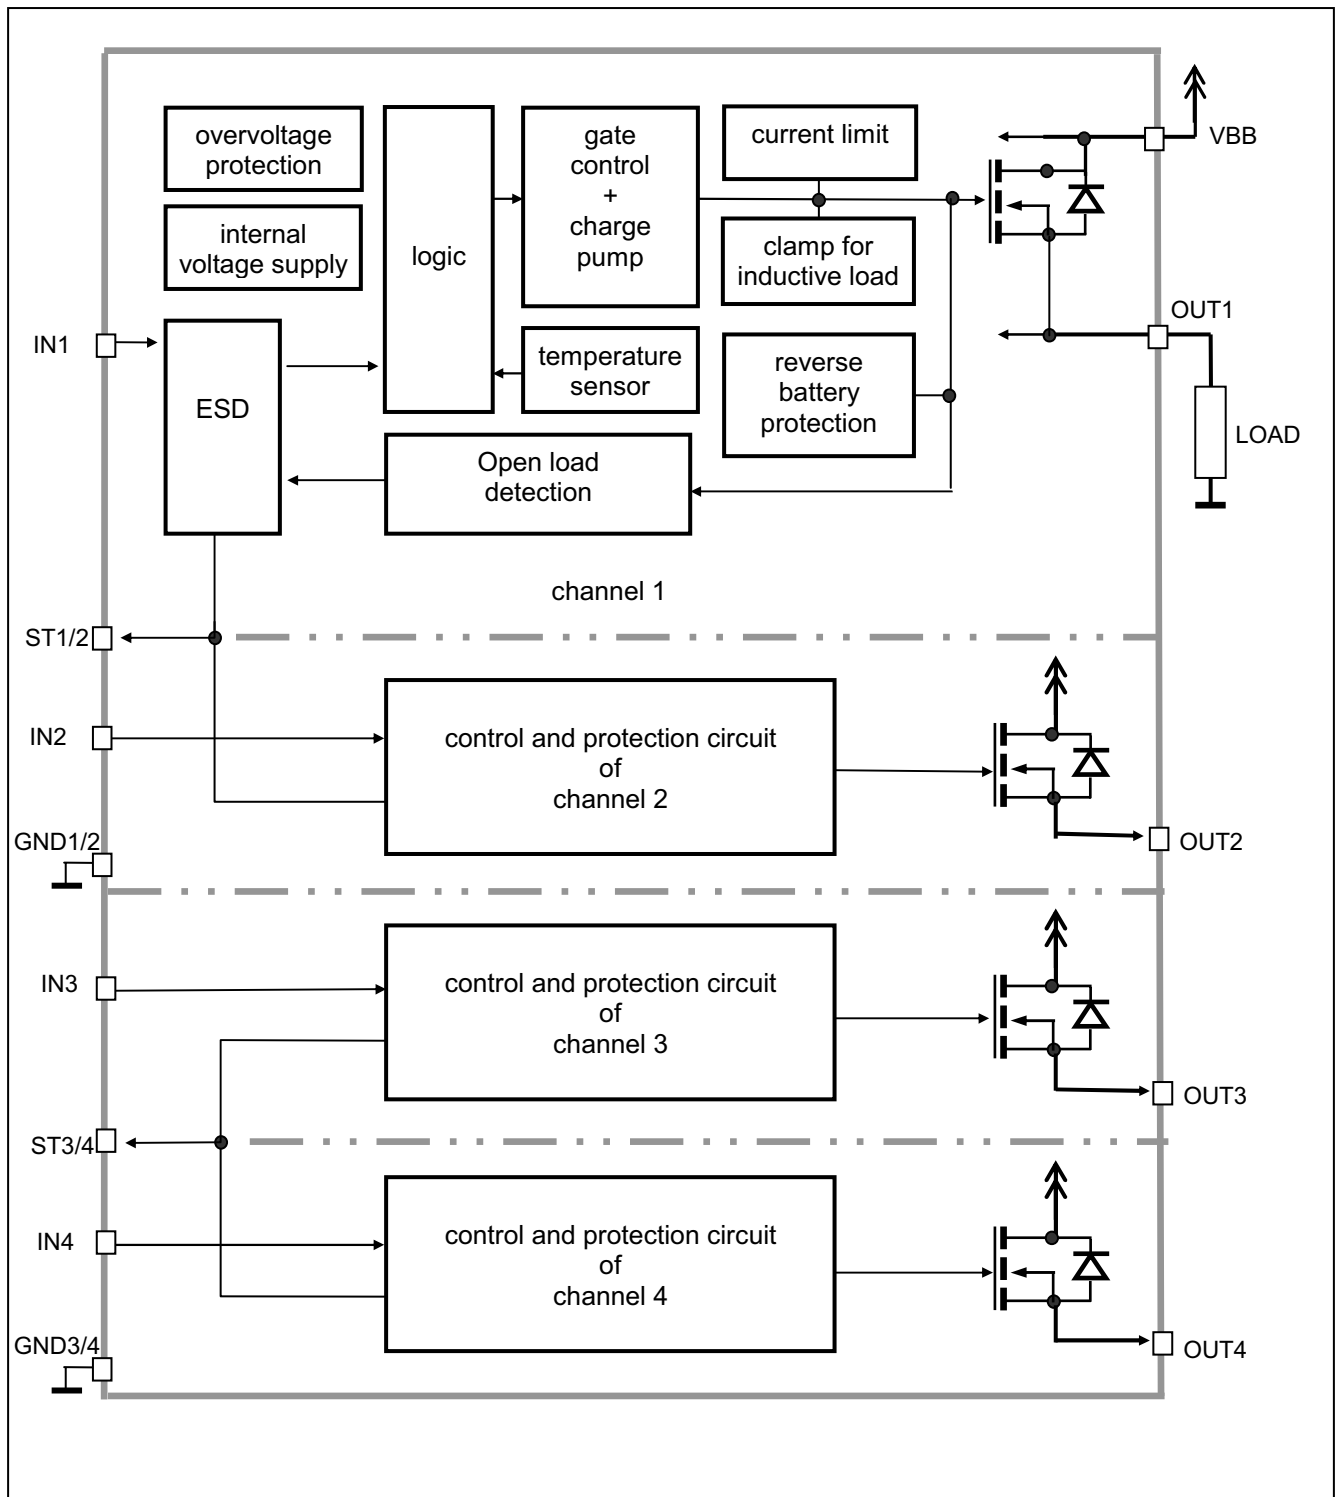 overvoltage
protection
internal
voltage supply
logic
gate
control
+
charge
pump
current limit
clamp for
inductive load
VBB
IN1
ESD
temperature
sensor
reverse
battery
protection
OUT1
LOAD
Open load
detection
channel 1
ST1/2
IN2
control and protection circuit
of
channel 2
GND1/2
OUT2
IN3
control and protection circuit
of
channel 3
OUT3
ST3/4
IN4
control and protection circuit
of
channel 4
GND3/4
OUT4